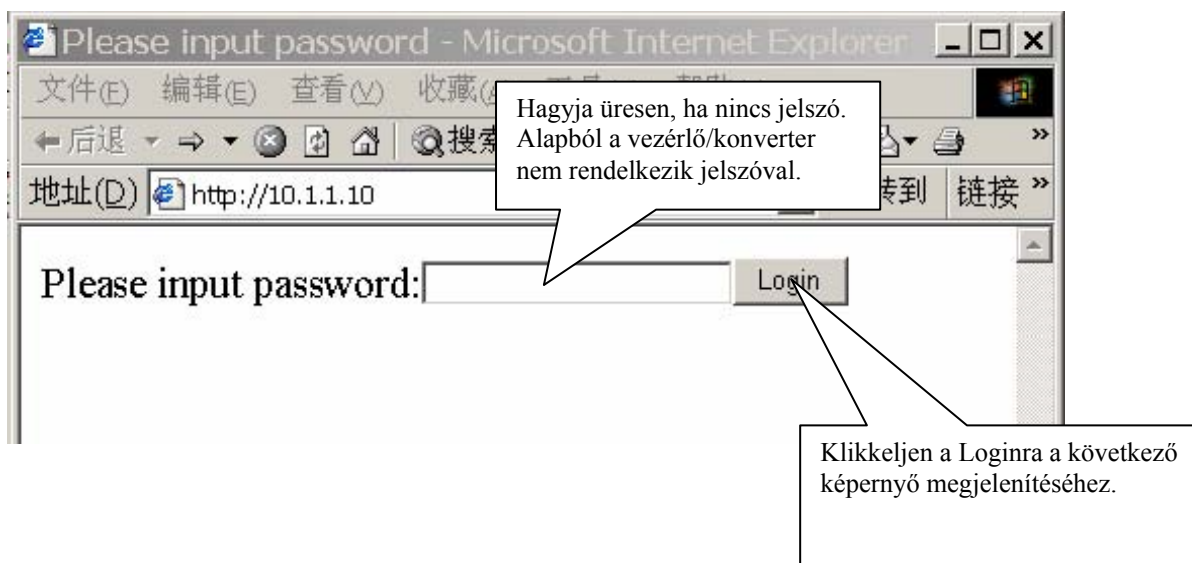 Please input password - Microsoft Internet Explorer
文件(F) 编辑(E) 查看(V) 收藏(
后退 搜索
地址(D) http://10.1.1.10 转到 链接 »
Hagyja üresen, ha nincs jelszó.
Alapból a vezérlő/konverter
nem rendelkezik jelszóval.
Please input password: Login
Klikkeljen a Loginra a következő
képernyő megjelenítéséhez.